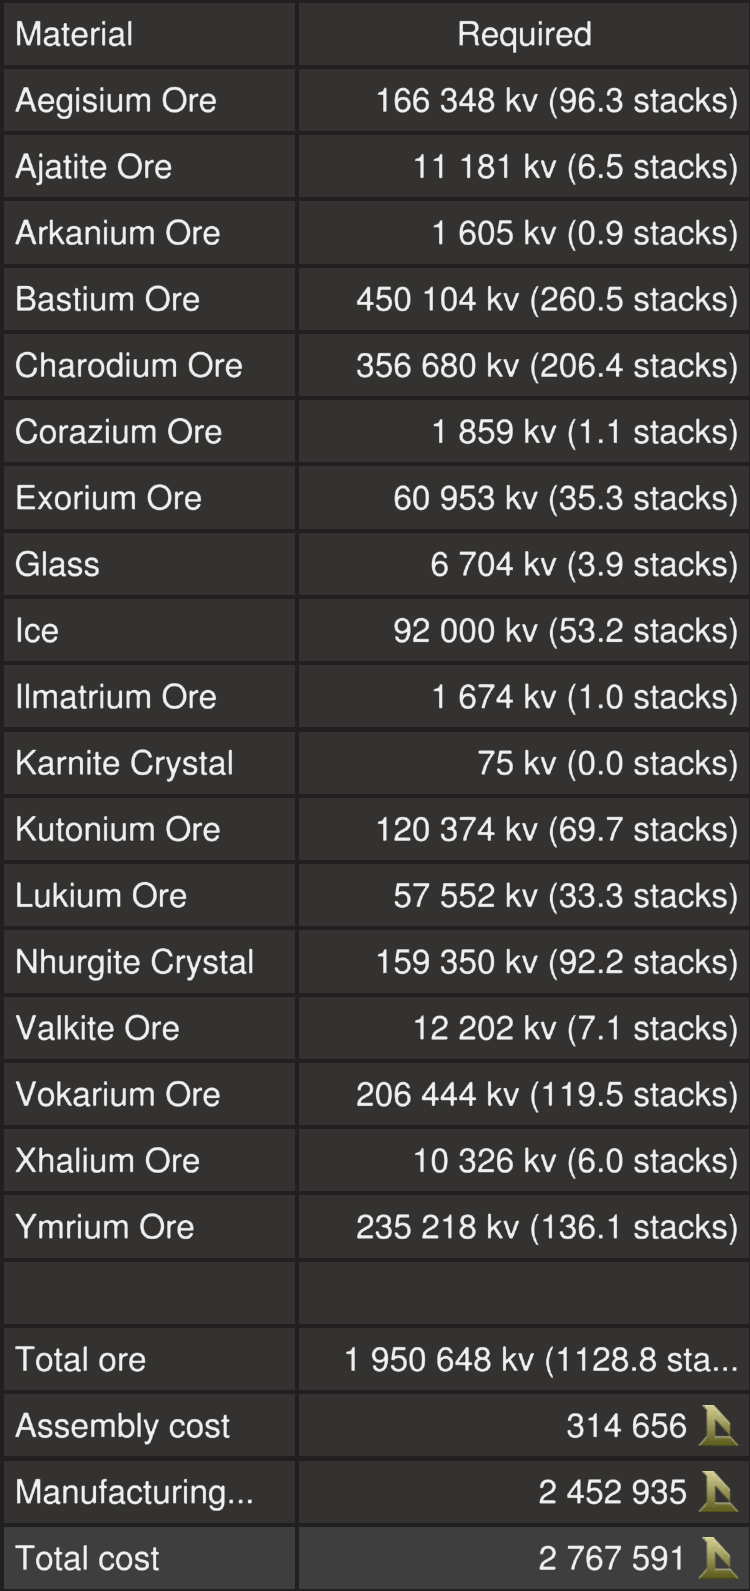 Material Required
Aegisium Ore 166 348 kv (96.3 stacks)
Ajatite Ore 11 181 kv (6.5 stacks)
Arkanium Ore 1 605 kv (0.9 stacks)
Bastium Ore 450 104 kv (260.5 stacks)
Charodium Ore 356 680 kv (206.4 stacks)
Corazium Ore 1 859 kv (1.1 stacks)
Exorium Ore 60 953 kv (35.3 stacks)
Glass 6 704 kv (3.9 stacks)
Ice 92 000 kv (53.2 stacks)
Ilmatrium Ore 1 674 kv (1.0 stacks)
Karnite Crystal 75 kv (0.0 stacks)
Kutonium Ore 120 374 kv (69.7 stacks)
Lukium Ore 57 552 kv (33.3 stacks)
Nhurgite Crystal 159 350 kv (92.2 stacks)
Valkite Ore 12 202 kv (7.1 stacks)
Vokarium Ore 206 444 kv (119.5 stacks)
Xhalium Ore 10 326 kv (6.0 stacks)
Ymrium Ore 235 218 kv (136.1 stacks)
Total ore 1 950 648 kv (1128.8 sta...
Assembly cost 314 656
Manufacturing... 2 452 935
Total cost 2 767 591